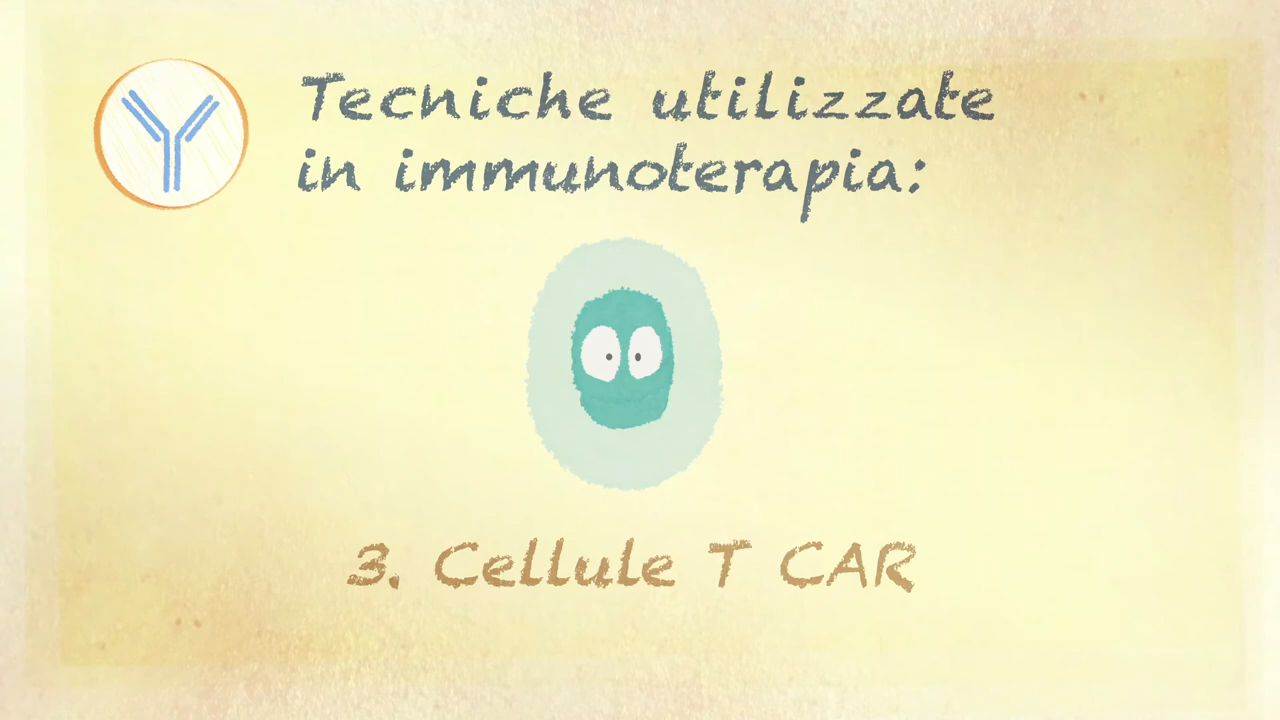 Tecniche utilizzate
in immunoterapia:
3. Cellule T CAR